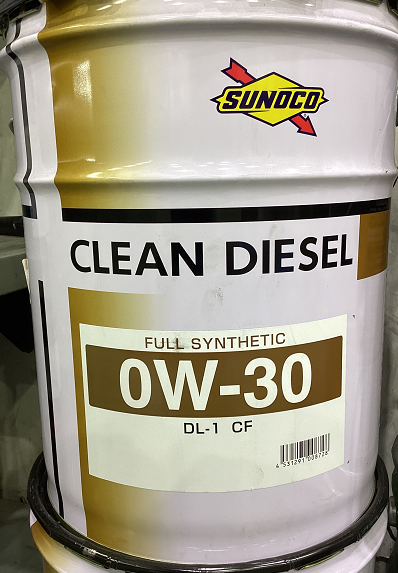 SUNOCO
CLEAN DIESEL
FULL SYNTHETIC
0W-30
DL-1 CF